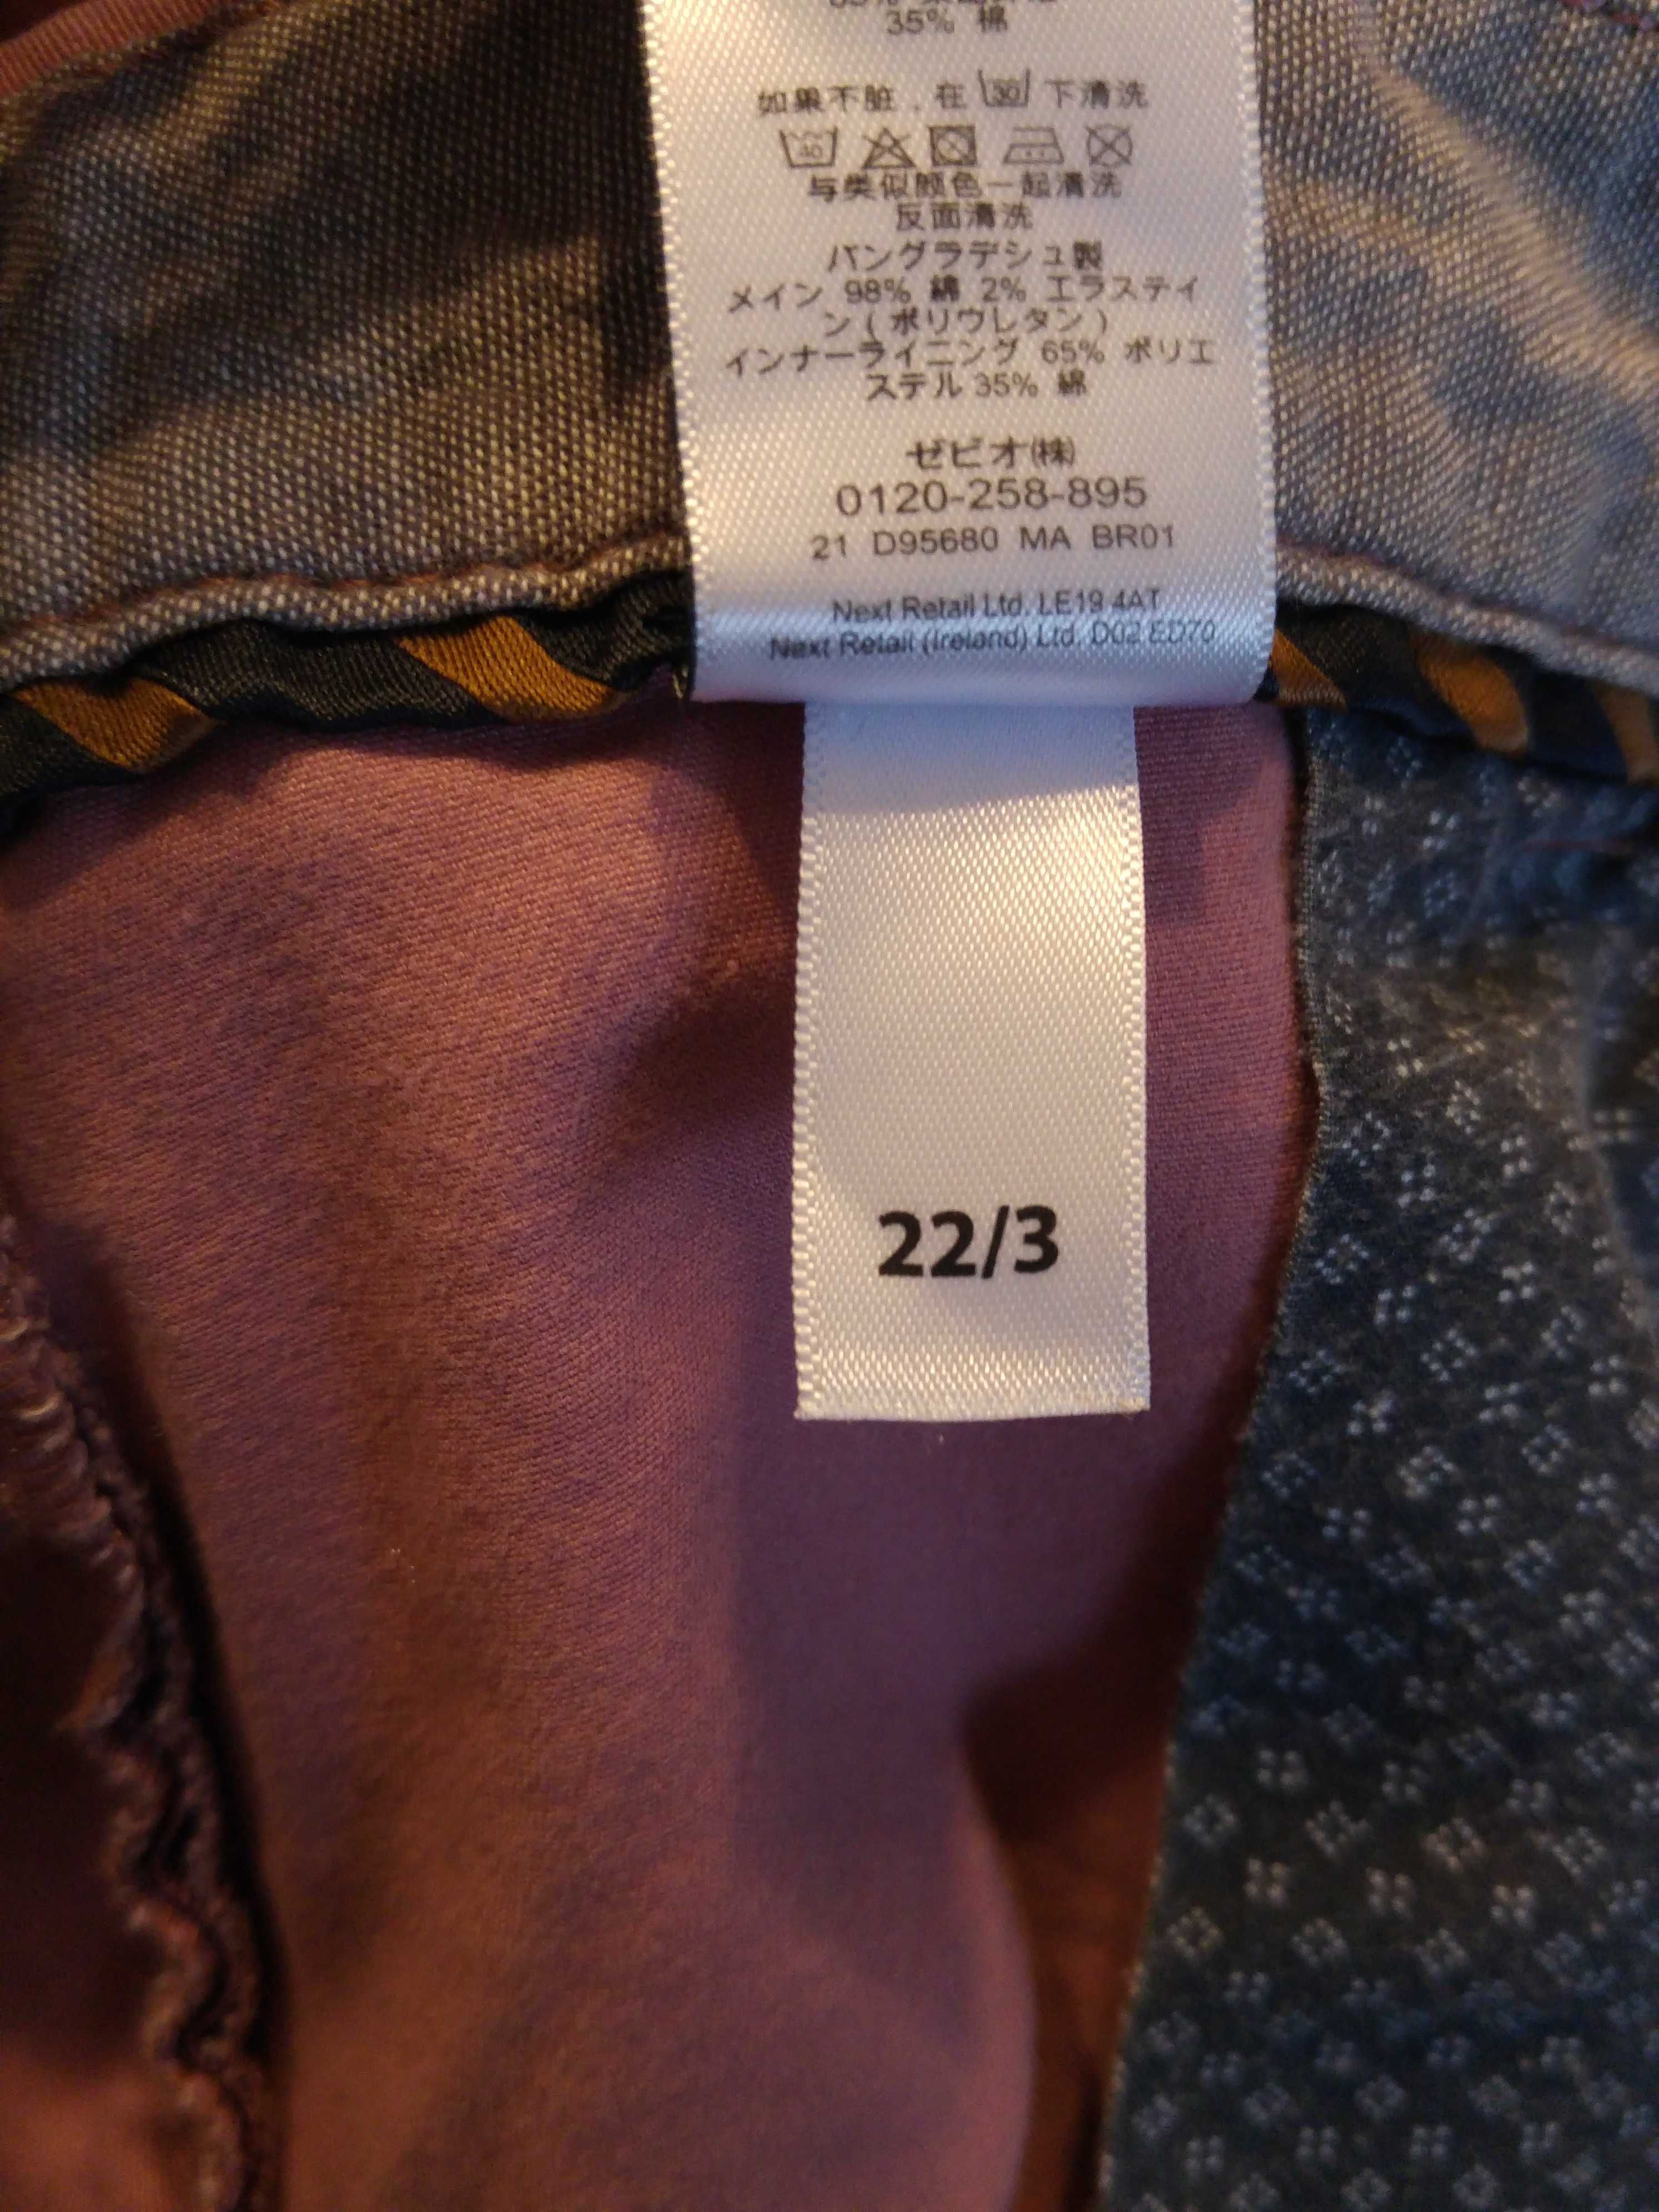 35% 棉
如果不脏，在 30 下清洗
40
与类似颜色一起清洗
反面清洗
バングラデシュ製
メイン 98% 綿 2% エラスティ
ン ( ポリウレタン )
インナーライニング 65% ポリエ
ステル 35% 綿
ゼビオ㈱
0120-258-895
21 D95680 MA BR01
Next Retail Ltd. LE19 4AT
Next Retail (Ireland) Ltd. D02 ED70
22/3